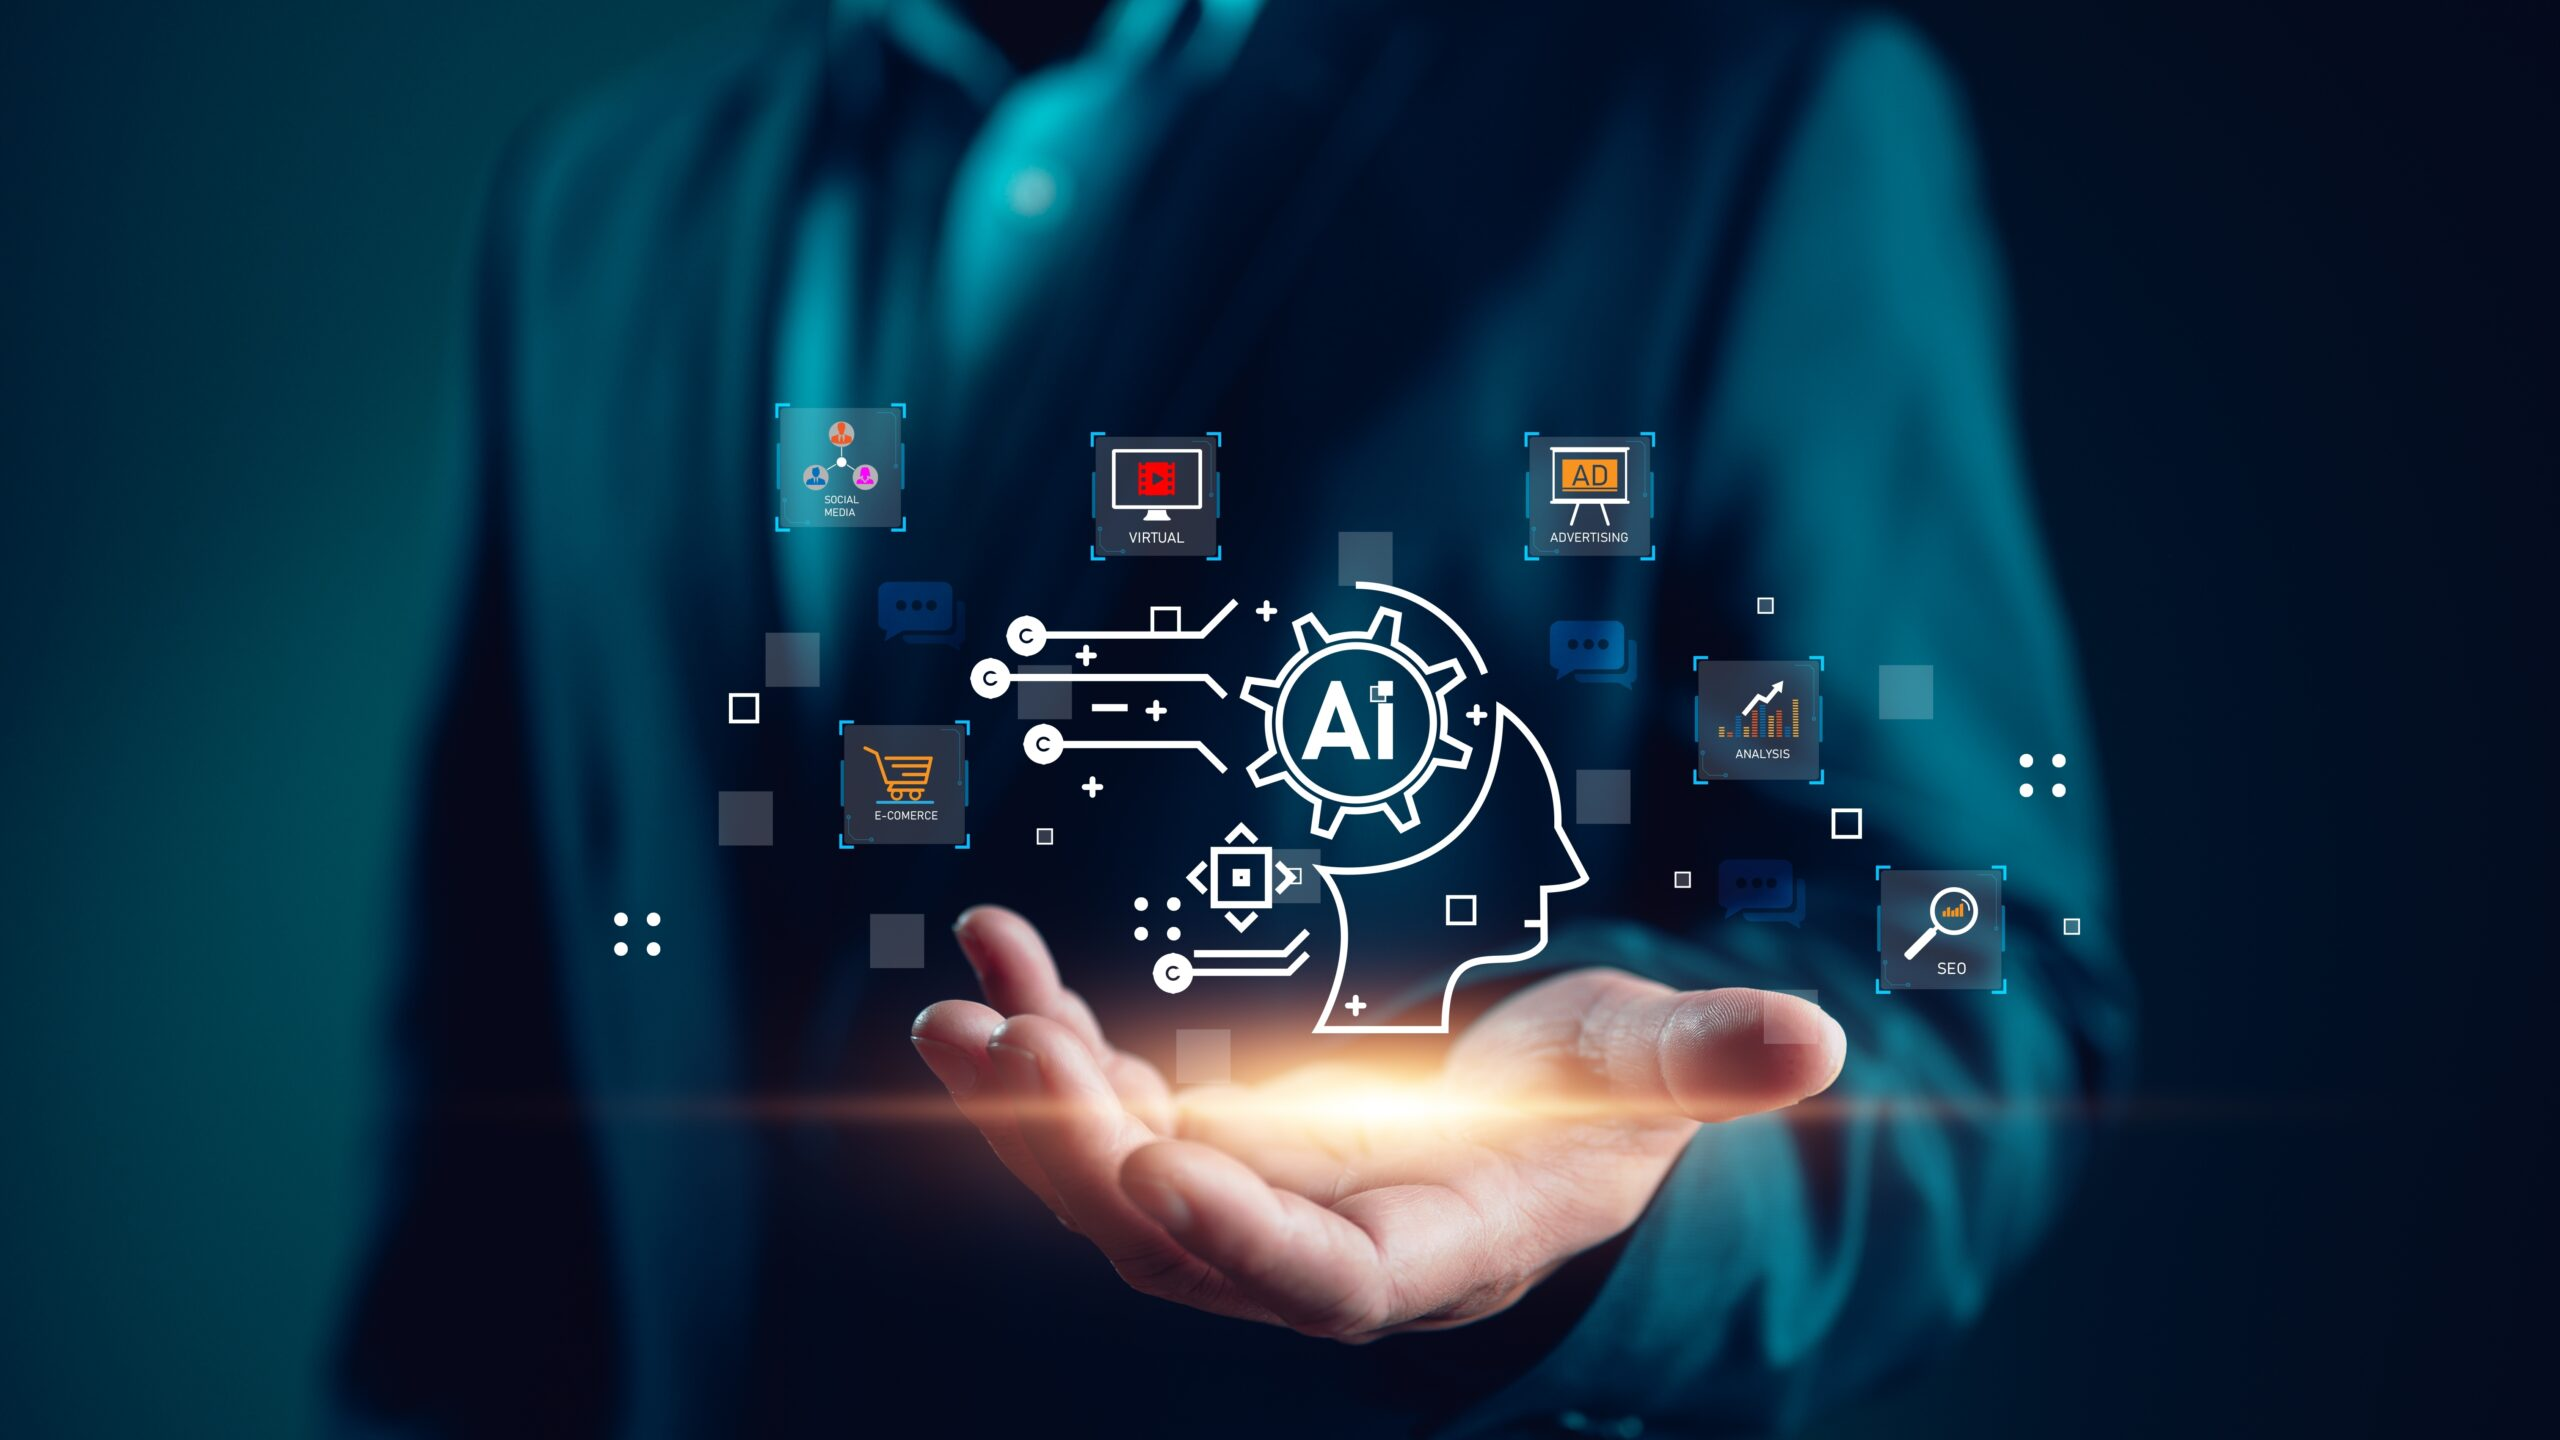 SOCIAL
MEDIA
VIRTUAL
AD
ADVERTISING
C
C
Ai
C
ANALYSIS
E-COMERCE
C
SEO